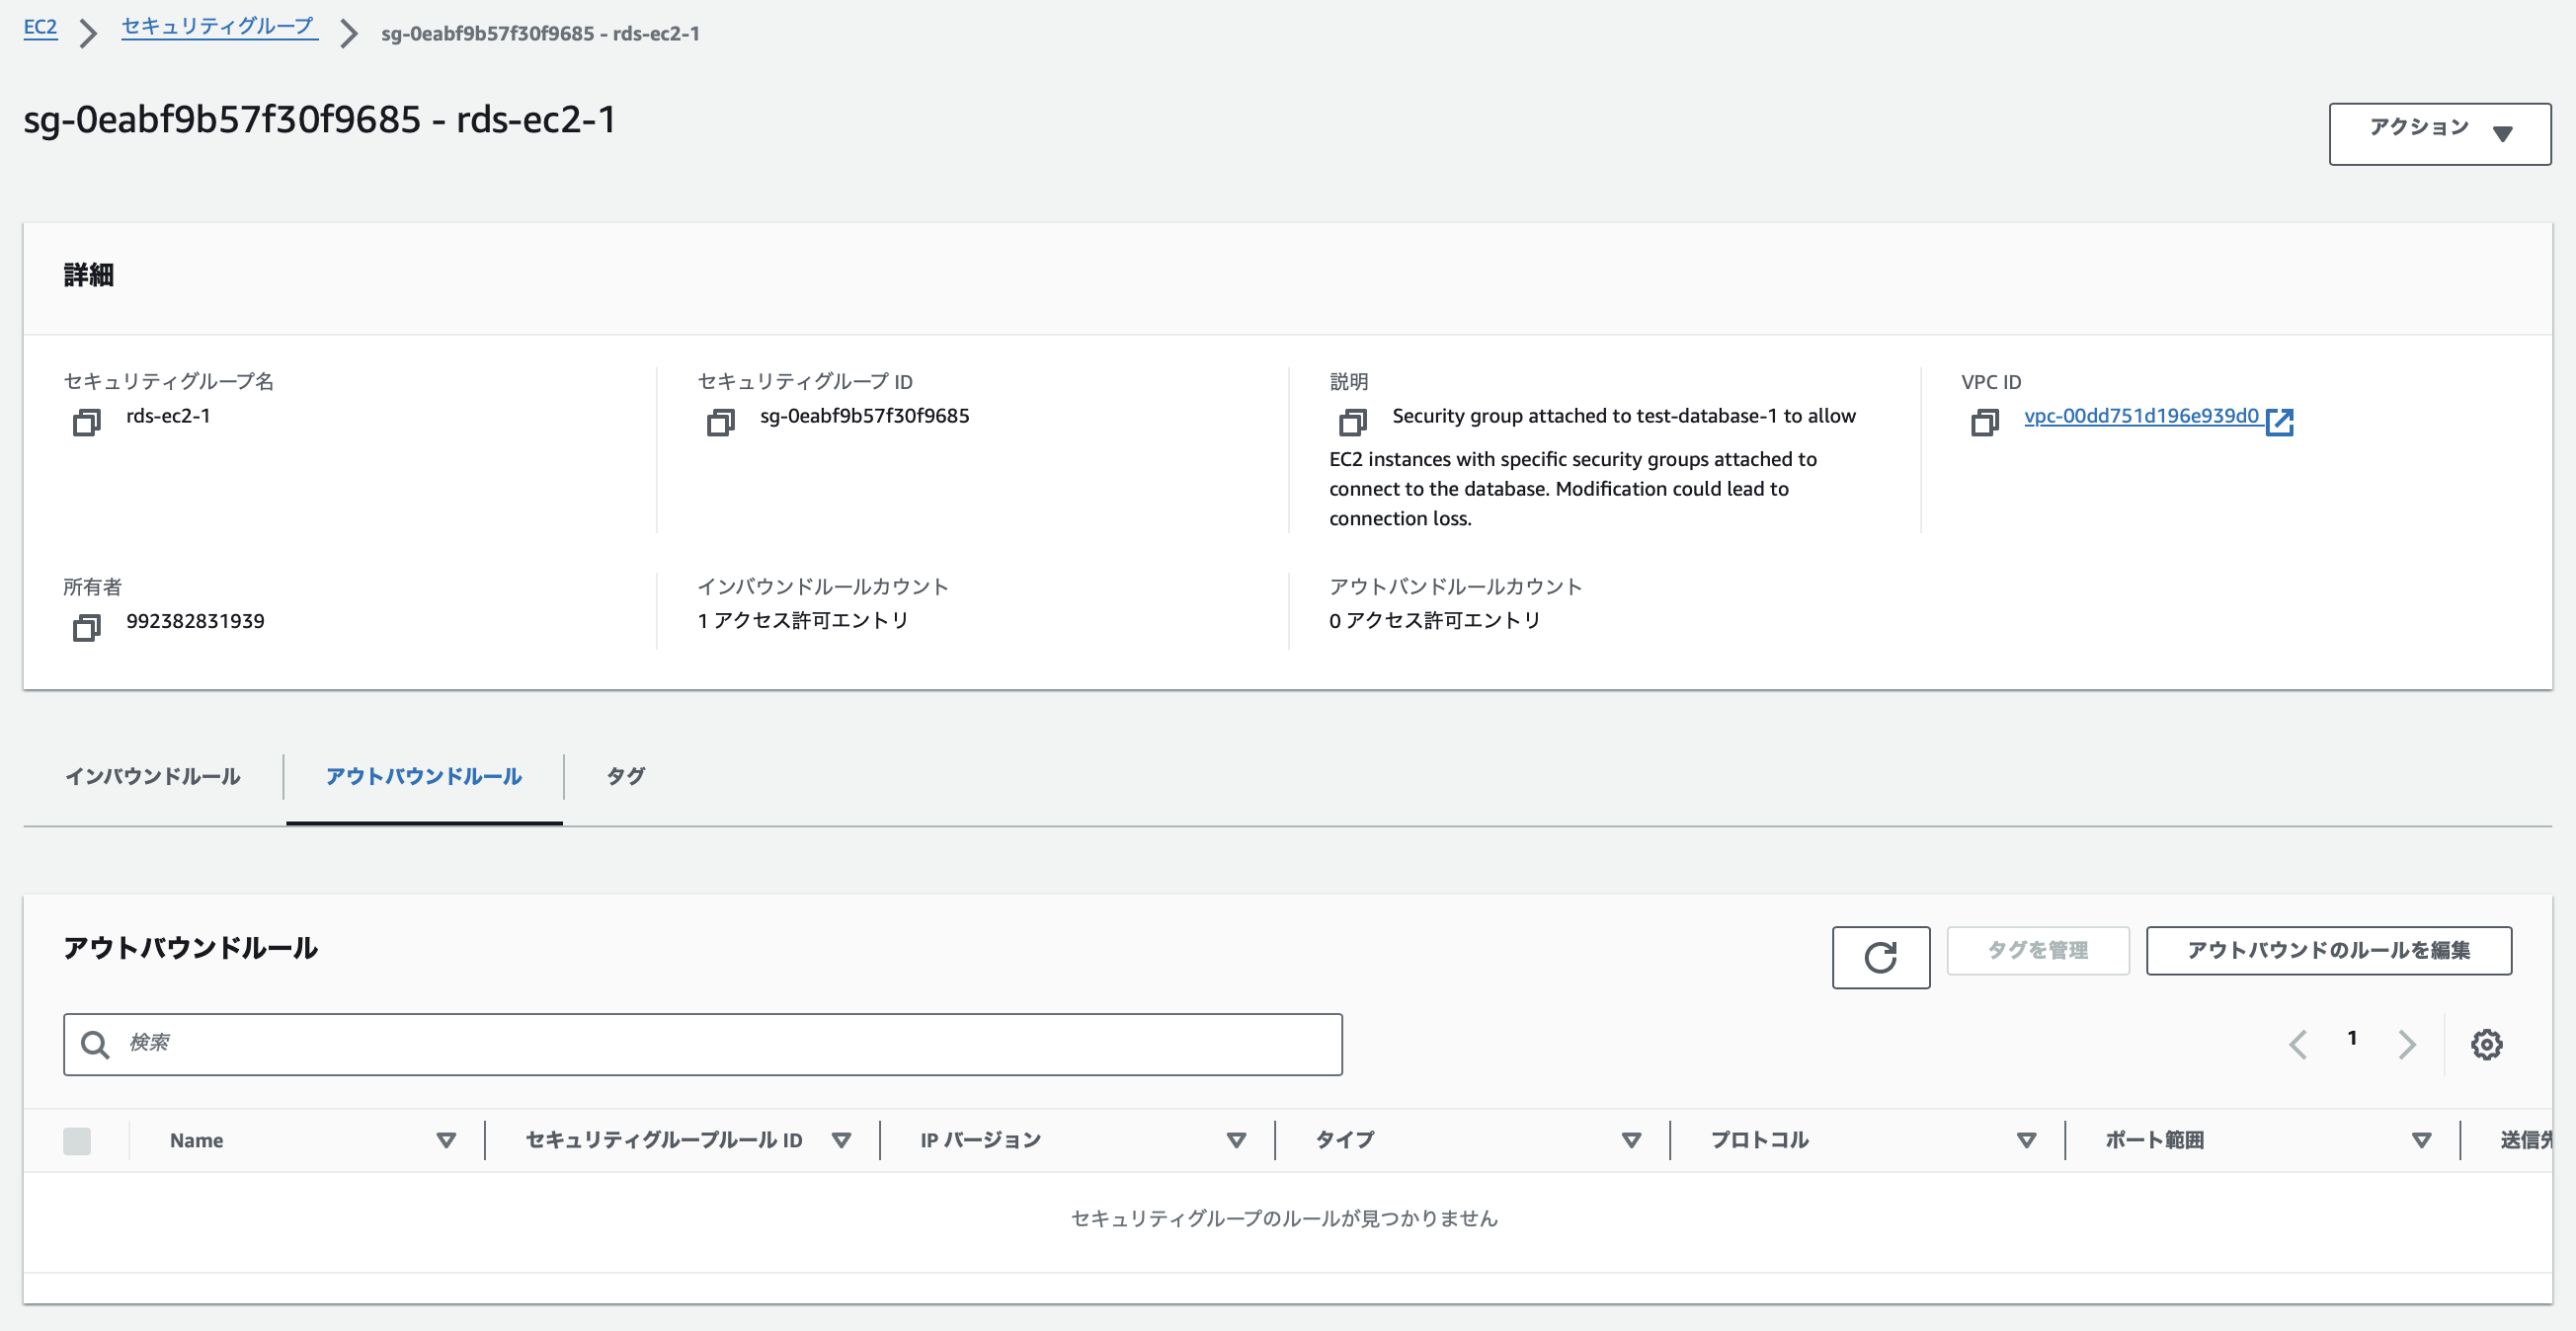 EC2 セキュリティグループ sg-0eabf9b57f30f9685 - rds-ec2-1
sg-0eabf9b57f30f9685 - rds-ec2-1
アクション
詳細
セキュリティグループ名
rds-ec2-1
セキュリティグループ ID
sg-0eabf9b57f30f9685
説明
Security group attached to test-database-1 to allow
EC2 instances with specific security groups attached to
connect to the database. Modification could lead to
connection loss.
VPC ID
vpc-00dd751d196e939d0
所有者
992382831939
インバウンドルールカウント
1 アクセス許可エントリ
アウトバンドルールカウント
0 アクセス許可エントリ
インバウンドルール アウトバウンドルール タグ
アウトバウンドルール
タグを管理 アウトバウンドのルールを編集
検索
1
Name セキュリティグループルール ID IP バージョン タイプ プロトコル ポート範囲 送信先
セキュリティグループのルールが見つかりません